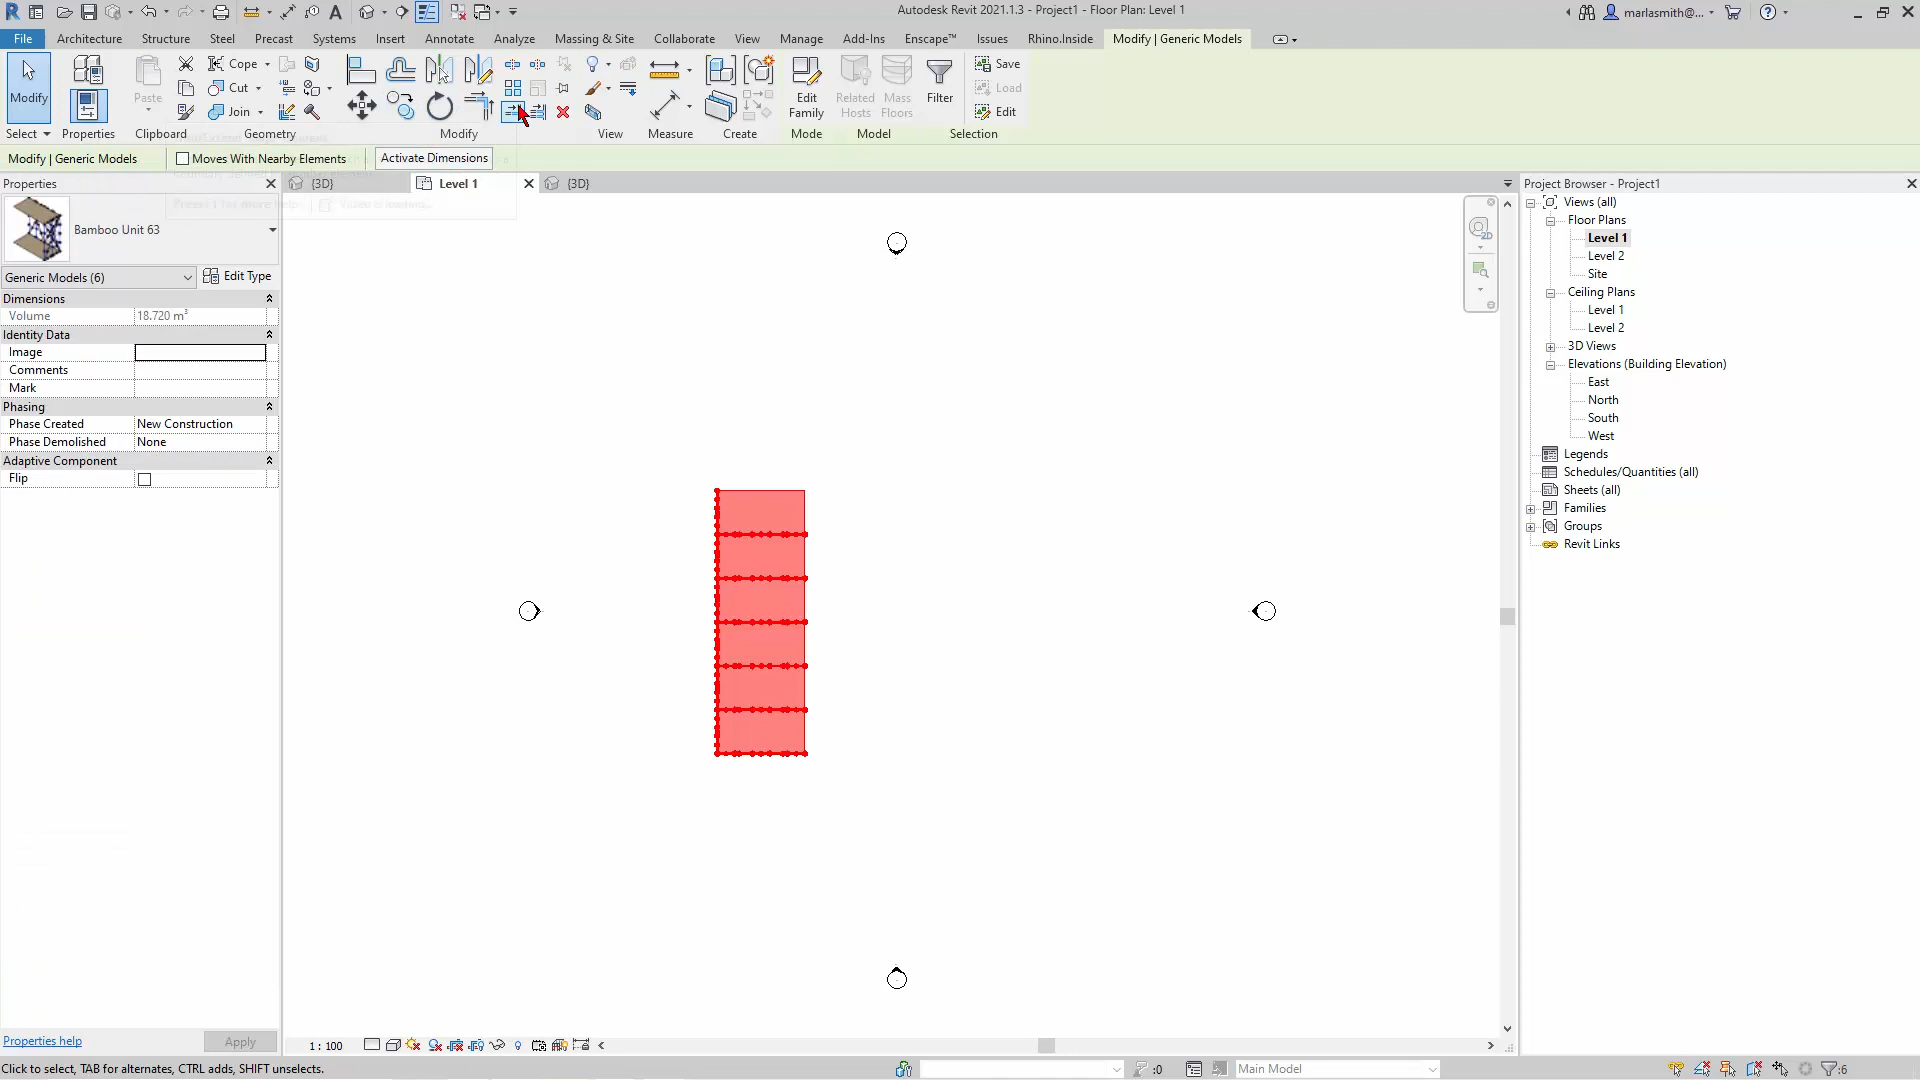 Autodesk Revit 2021.1.3 - Project1 - Floor Plan: Level 1
marlasmith@...
File Architecture Structure Steel Precast Systems Insert Annotate Analyze Massing & Site Collaborate View Manage Add-Ins Enscape™ Issues Rhino.Inside Modify | Generic Models
Modify
Paste
Cope
Cut
Join
Edit Family
Related Hosts
Mass Floors
Filter
Save
Load
Edit
Select Properties Clipboard Geometry Modify View Measure Create Mode Model Selection
Modify | Generic Models Moves With Nearby Elements Activate Dimensions
Properties
{3D} Level 1 {3D}
Bamboo Unit 63
Generic Models (6) Edit Type
Dimensions
Volume 18.720 m³
Identity Data
Image
Comments
Mark
Phasing
Phase Created New Construction
Phase Demolished None
Adaptive Component
Flip
Properties help Apply
2D
Project Browser - Project1
Views (all)
Floor Plans
Level 1
Level 2
Site
Ceiling Plans
Level 1
Level 2
3D Views
Elevations (Building Elevation)
East
North
South
West
Legends
Schedules/Quantities (all)
Sheets (all)
Families
Groups
Revit Links
1 : 100
Click to select, TAB for alternates, CTRL adds, SHIFT unselects. :0 Main Model :6